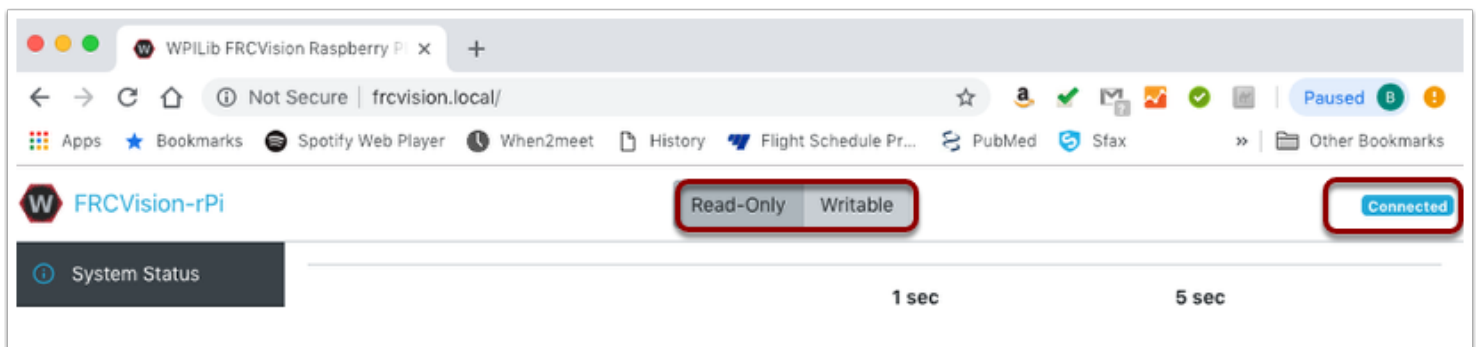 WPILib FRCVision Raspberry P
Not Secure | frcvision.local/
Paused B
Apps Bookmarks Spotify Web Player When2meet History Flight Schedule Pr... PubMed Sfax » Other Bookmarks
W FRCVision-rPi Read-Only Writable Connected
System Status
1 sec 5 sec